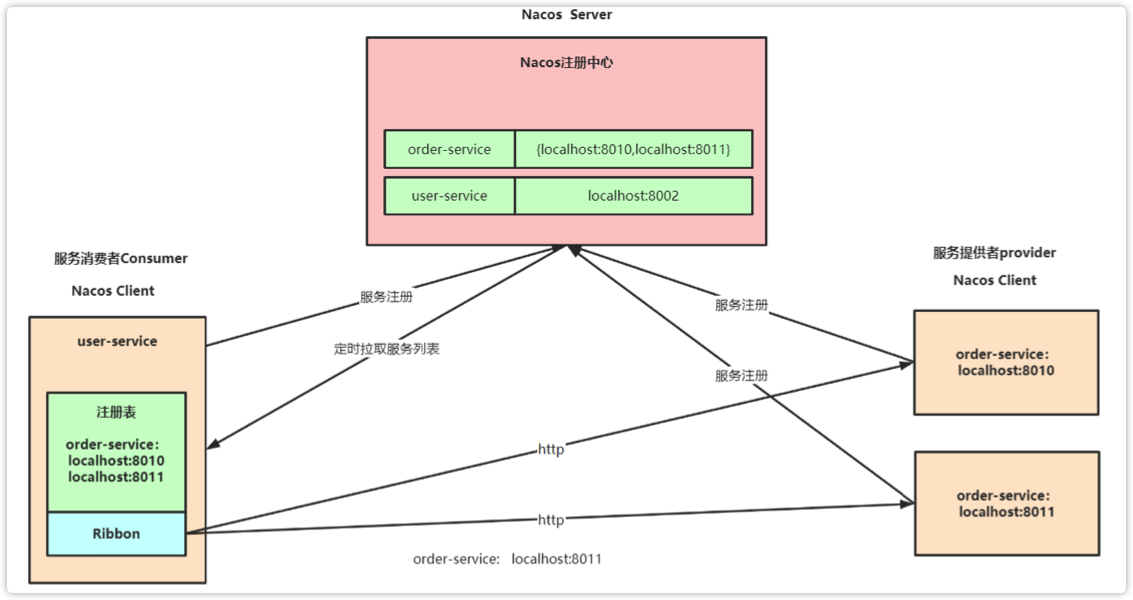 Nacos Server
Nacos注册中心
order-service
{localhost:8010,localhost:8011}
user-service
localhost:8002
服务消费者Consumer
Nacos Client
服务提供者provider
Nacos Client
服务注册
服务注册
定时拉取服务列表
服务注册
user-service
注册表
order-service:
localhost:8010
localhost:8011
Ribbon
http
http
order-service: localhost:8011
order-service:
localhost:8010
order-service:
localhost:8011